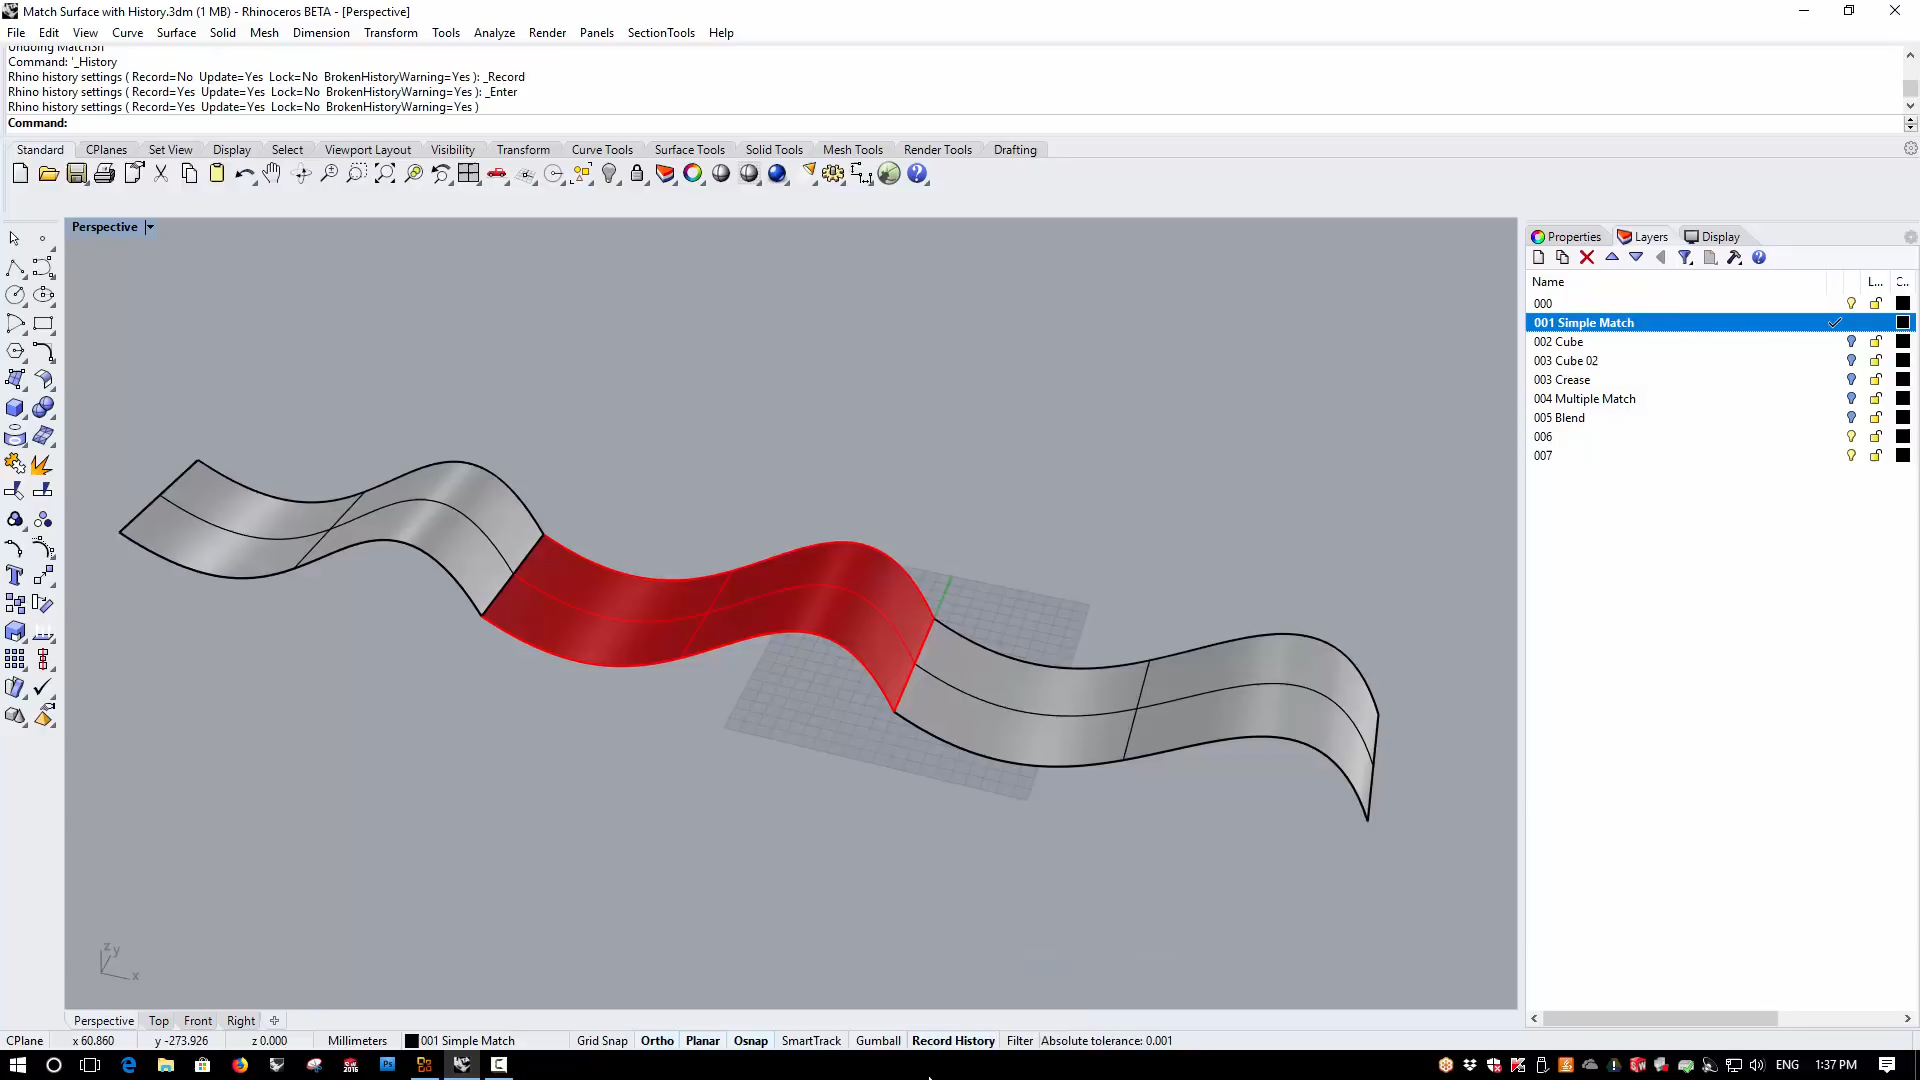 Match Surface with History.3dm (1 MB) - Rhinoceros BETA - [Perspective]
File Edit View Curve Surface Solid Mesh Dimension Transform Tools Analyze Render Panels SectionTools Help
Undoing MatchSrf
Command: '_History
Rhino history settings ( Record=No Update=Yes Lock=No BrokenHistoryWarning=Yes ): _Record
Rhino history settings ( Record=Yes Update=Yes Lock=No BrokenHistoryWarning=Yes ): _Enter
Rhino history settings ( Record=Yes Update=Yes Lock=No BrokenHistoryWarning=Yes )
Command:
Standard CPlanes Set View Display Select Viewport Layout Visibility Transform Curve Tools Surface Tools Solid Tools Mesh Tools Render Tools Drafting
Perspective
Properties Layers Display
Name L... C..
000
001 Simple Match
002 Cube
003 Cube 02
003 Crease
004 Multiple Match
005 Blend
006
007
z y
x
Perspective Top Front Right
CPlane x 60.860 y -273.926 z 0.000 Millimeters 001 Simple Match Grid Snap Ortho Planar Osnap SmartTrack Gumball Record History Filter Absolute tolerance: 0.001
ENG 1:37 PM